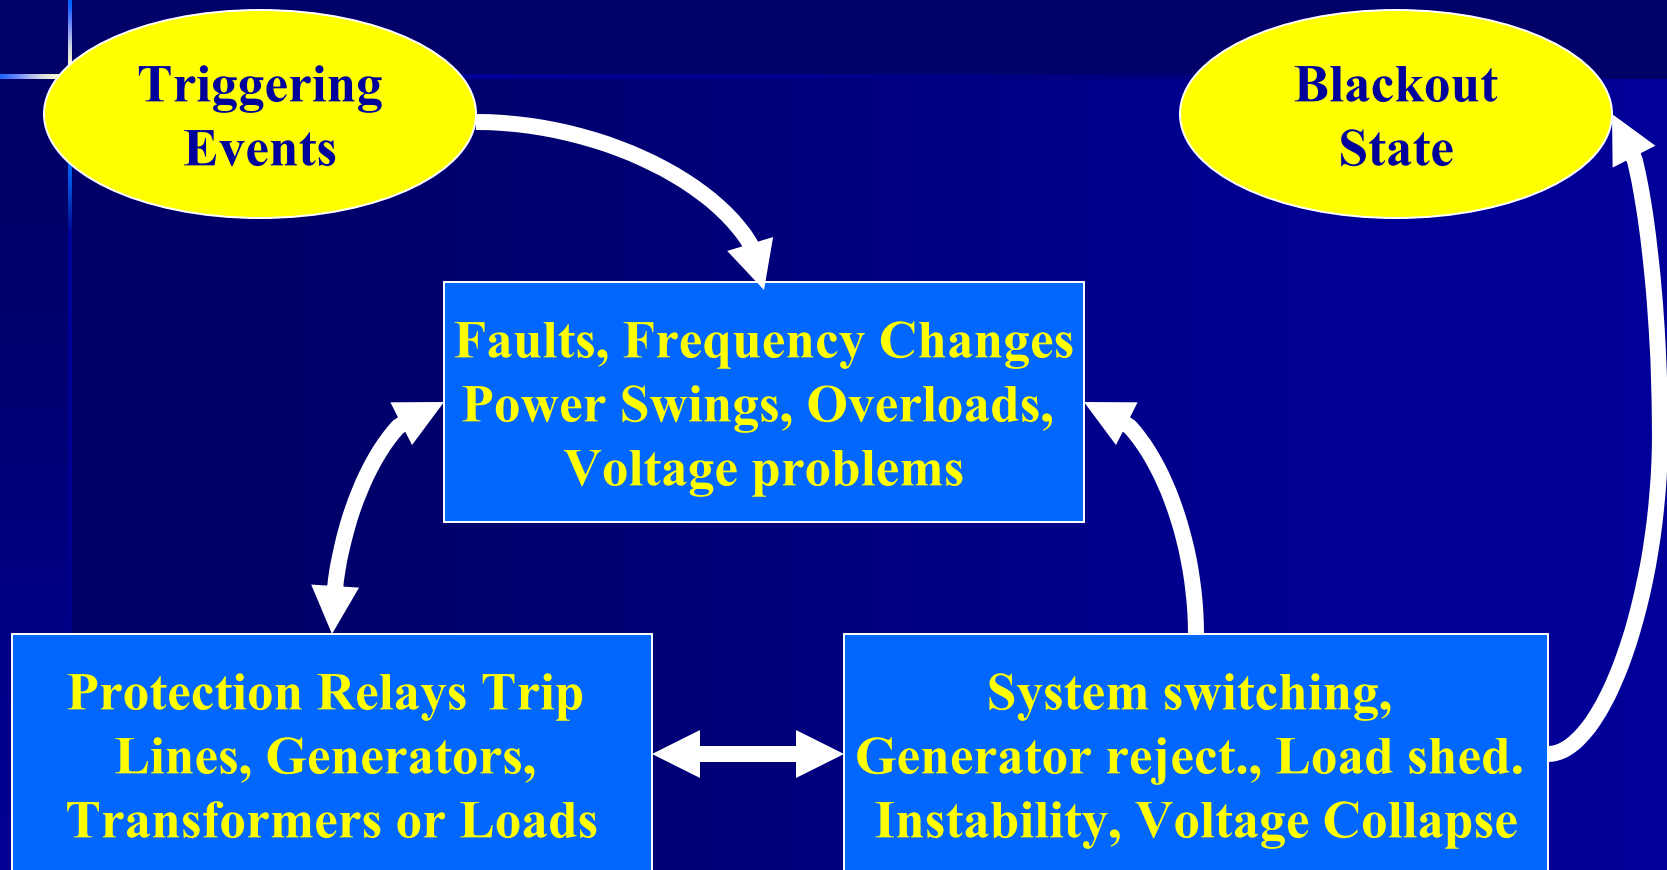 Triggering
Events
Blackout
State
Faults, Frequency Changes
Power Swings, Overloads,
Voltage problems
Protection Relays Trip
Lines, Generators,
Transformers or Loads
System switching,
Generator reject., Load shed.
Instability, Voltage Collapse